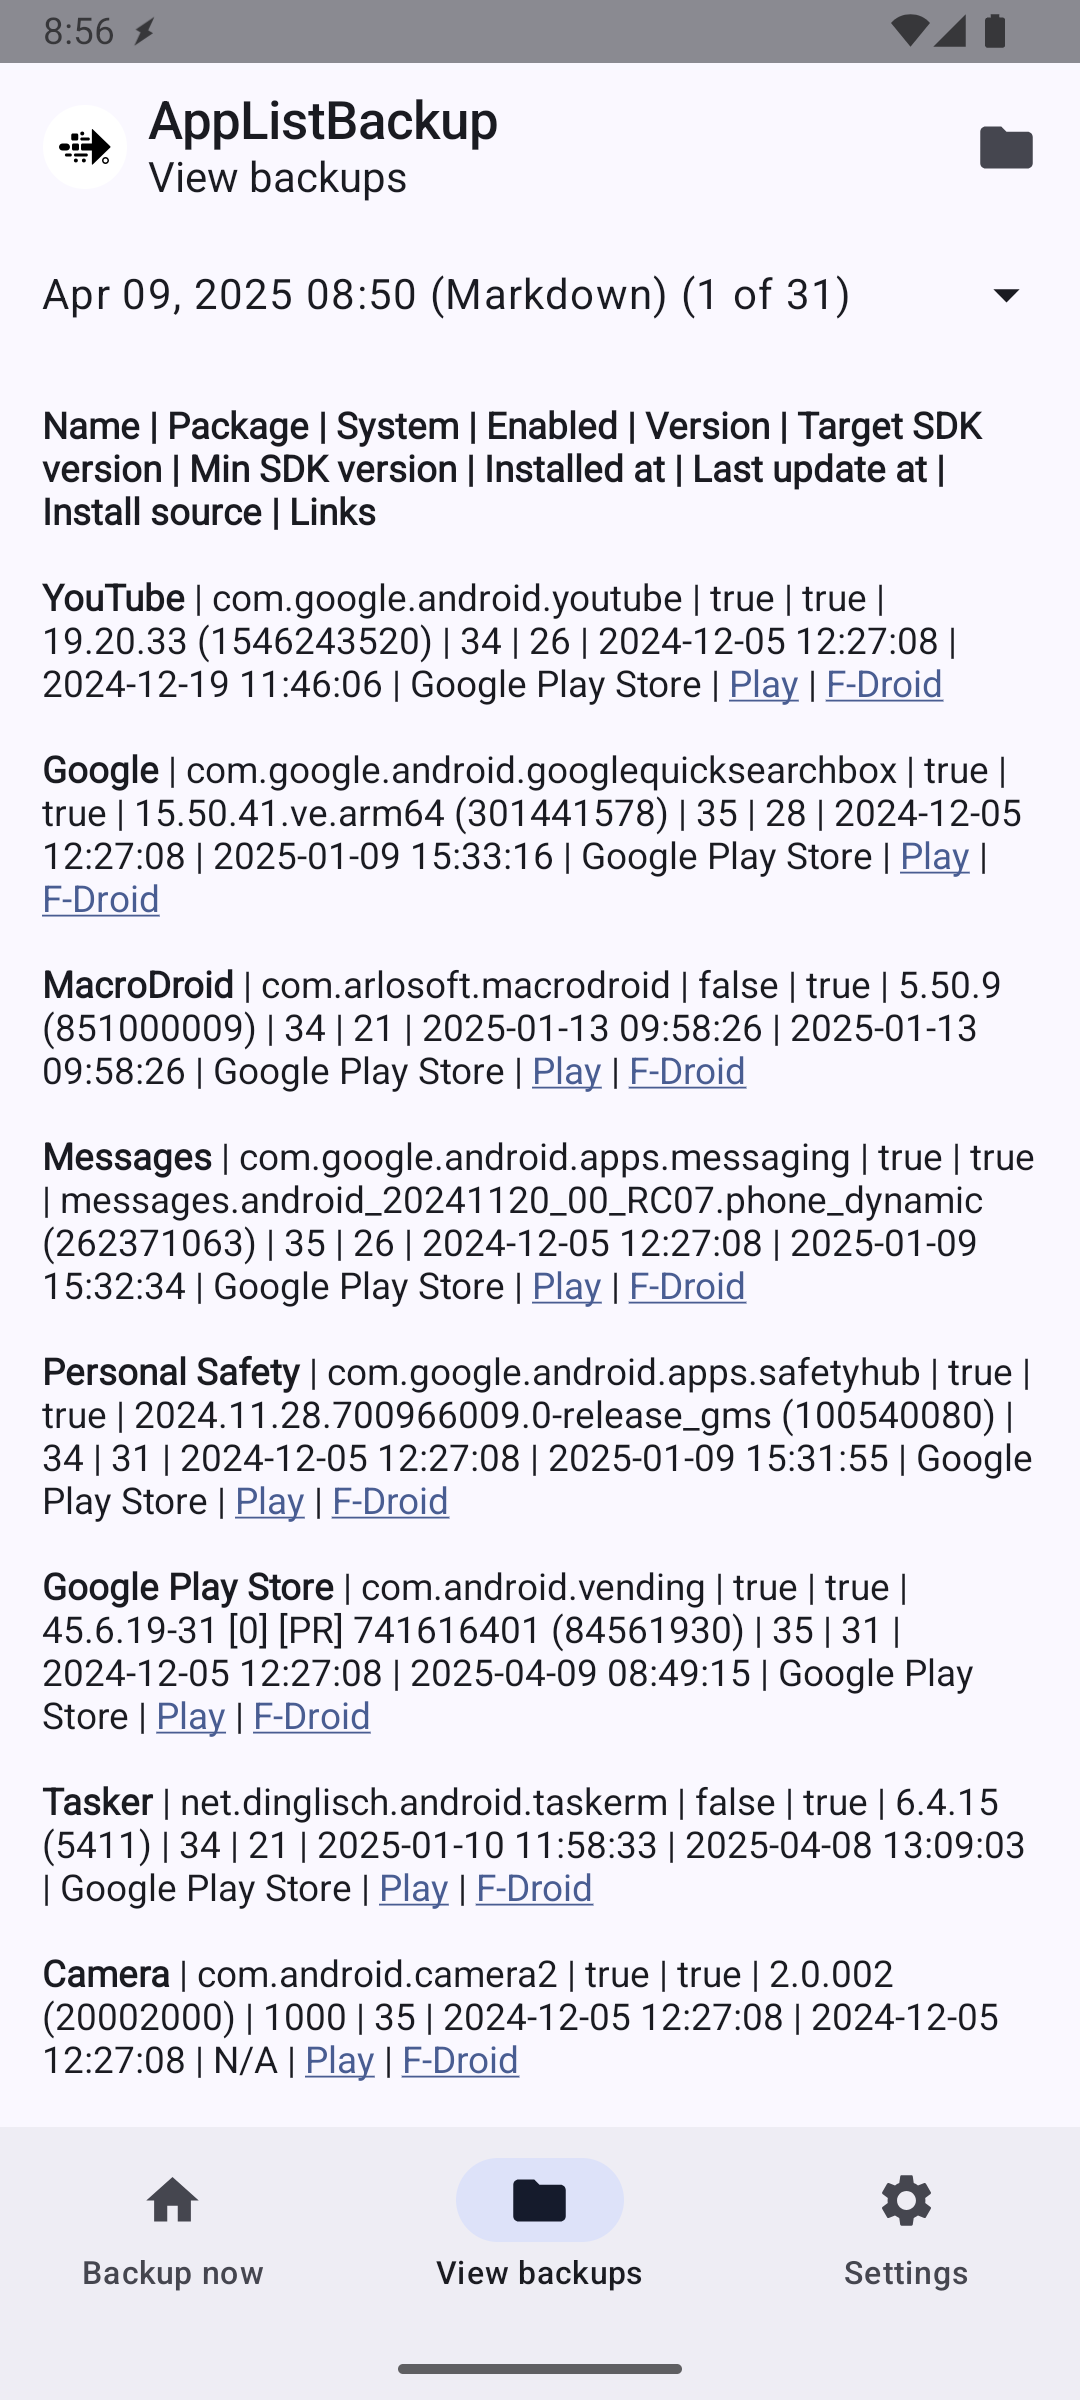 8:56
AppListBackup
View backups
Apr 09, 2025 08:50 (Markdown) (1 of 31)
Name | Package | System | Enabled | Version | Target SDK
version | Min SDK version | Installed at | Last update at |
Install source | Links
YouTube | com.google.android.youtube | true | true |
19.20.33 (1546243520) | 34 | 26 | 2024-12-05 12:27:08 |
2024-12-19 11:46:06 | Google Play Store | Play | F-Droid
Google | com.google.android.googlequicksearchbox | true |
true | 15.50.41.ve.arm64 (301441578) | 35 | 28 | 2024-12-05
12:27:08 | 2025-01-09 15:33:16 | Google Play Store | Play |
F-Droid
MacroDroid | com.arlosoft.macrodroid | false | true | 5.50.9
(851000009) | 34 | 21 | 2025-01-13 09:58:26 | 2025-01-13
09:58:26 | Google Play Store | Play | F-Droid
Messages | com.google.android.apps.messaging | true | true
| messages.android_20241120_00_RC07.phone_dynamic
(262371063) | 35 | 26 | 2024-12-05 12:27:08 | 2025-01-09
15:32:34 | Google Play Store | Play | F-Droid
Personal Safety | com.google.android.apps.safetyhub | true |
true | 2024.11.28.700966009.0-release_gms (100540080) |
34 | 31 | 2024-12-05 12:27:08 | 2025-01-09 15:31:55 | Google
Play Store | Play | F-Droid
Google Play Store | com.android.vending | true | true |
45.6.19-31 [0] [PR] 741616401 (84561930) | 35 | 31 |
2024-12-05 12:27:08 | 2025-04-09 08:49:15 | Google Play
Store | Play | F-Droid
Tasker | net.dinglisch.android.taskerm | false | true | 6.4.15
(5411) | 34 | 21 | 2025-01-10 11:58:33 | 2025-04-08 13:09:03
| Google Play Store | Play | F-Droid
Camera | com.android.camera2 | true | true | 2.0.002
(20002000) | 1000 | 35 | 2024-12-05 12:27:08 | 2024-12-05
12:27:08 | N/A | Play | F-Droid
Backup now
View backups
Settings